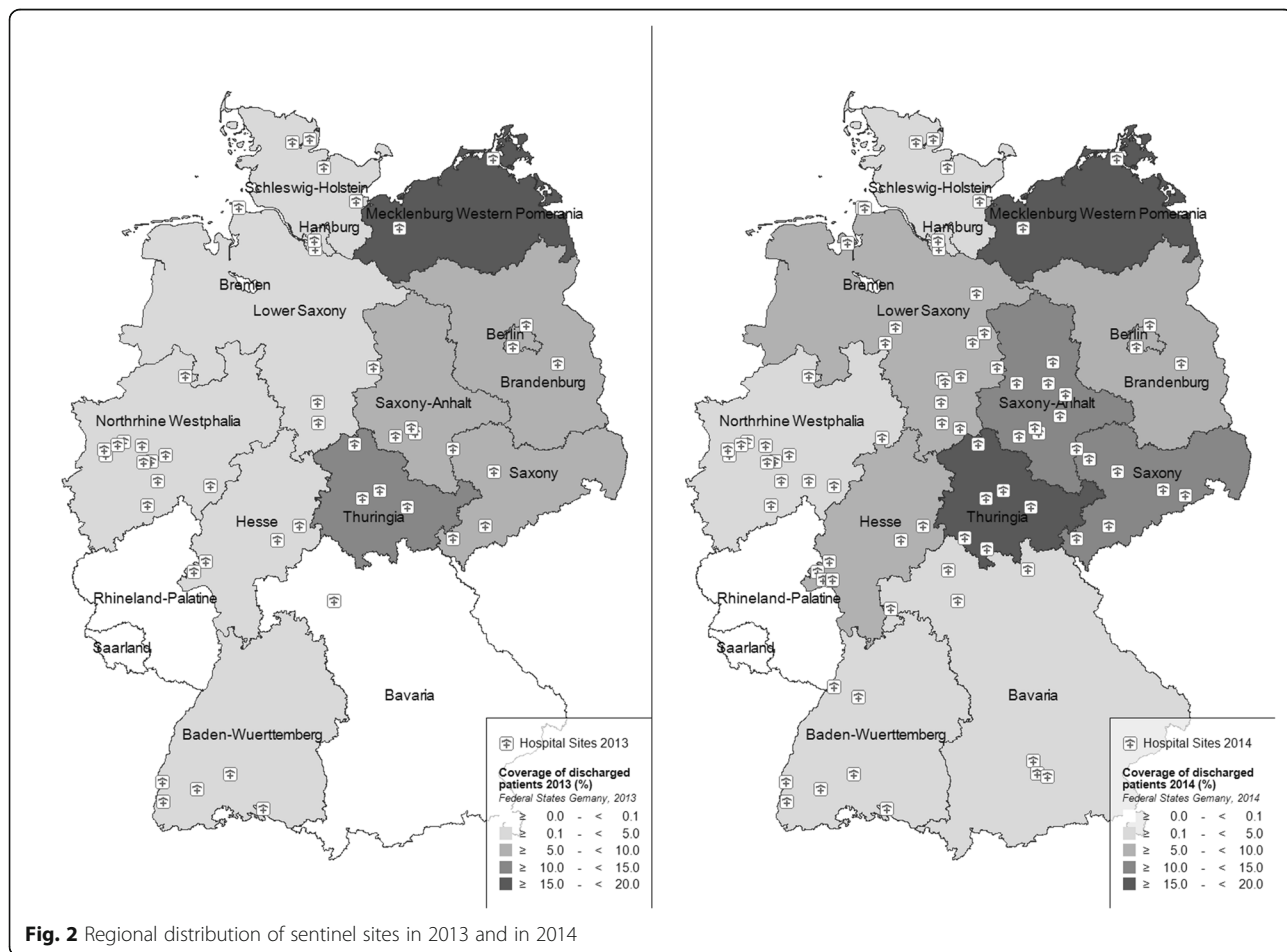 Schleswig-Holstein
Mecklenburg Western Pomerania
Hamburg
Bremen
Lower Saxony
Berlin
Brandenburg
Saxony-Anhalt
Northrhine Westphalia
Saxony
Hesse
Thuringia
Rhineland-Palatine
Saarland
Bavaria
Baden-Wuerttemberg
Hospital Sites 2013
Coverage of discharged
patients 2013 (%)
Federal States Gemany, 2013
≥ 0.0 - < 0.1
≥ 0.1 - < 5.0
≥ 5.0 - < 10.0
≥ 10.0 - < 15.0
≥ 15.0 - < 20.0
Schleswig-Holstein
Mecklenburg Western Pomerania
Hamburg
Bremen
Lower Saxony
Berlin
Brandenburg
Saxony-Anhalt
Northrhine Westphalia
Saxony
Hesse
Thuringia
Rhineland-Palatine
Saarland
Bavaria
Baden-Wuerttemberg
Hospital Sites 2014
Coverage of discharged
patients 2014 (%)
Federal States Gemany, 2014
≥ 0.0 - < 0.1
≥ 0.1 - < 5.0
≥ 5.0 - < 10.0
≥ 10.0 - < 15.0
≥ 15.0 - < 20.0
Fig. 2 Regional distribution of sentinel sites in 2013 and in 2014